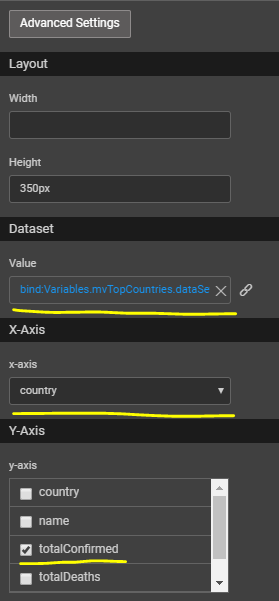 Advanced Settings
Layout
Width
Height
350px
Dataset
Value
bind:Variables.mvTopCountries.dataSe
X-Axis
x-axis
country
Y-Axis
y-axis
country
name
totalConfirmed
totalDeaths